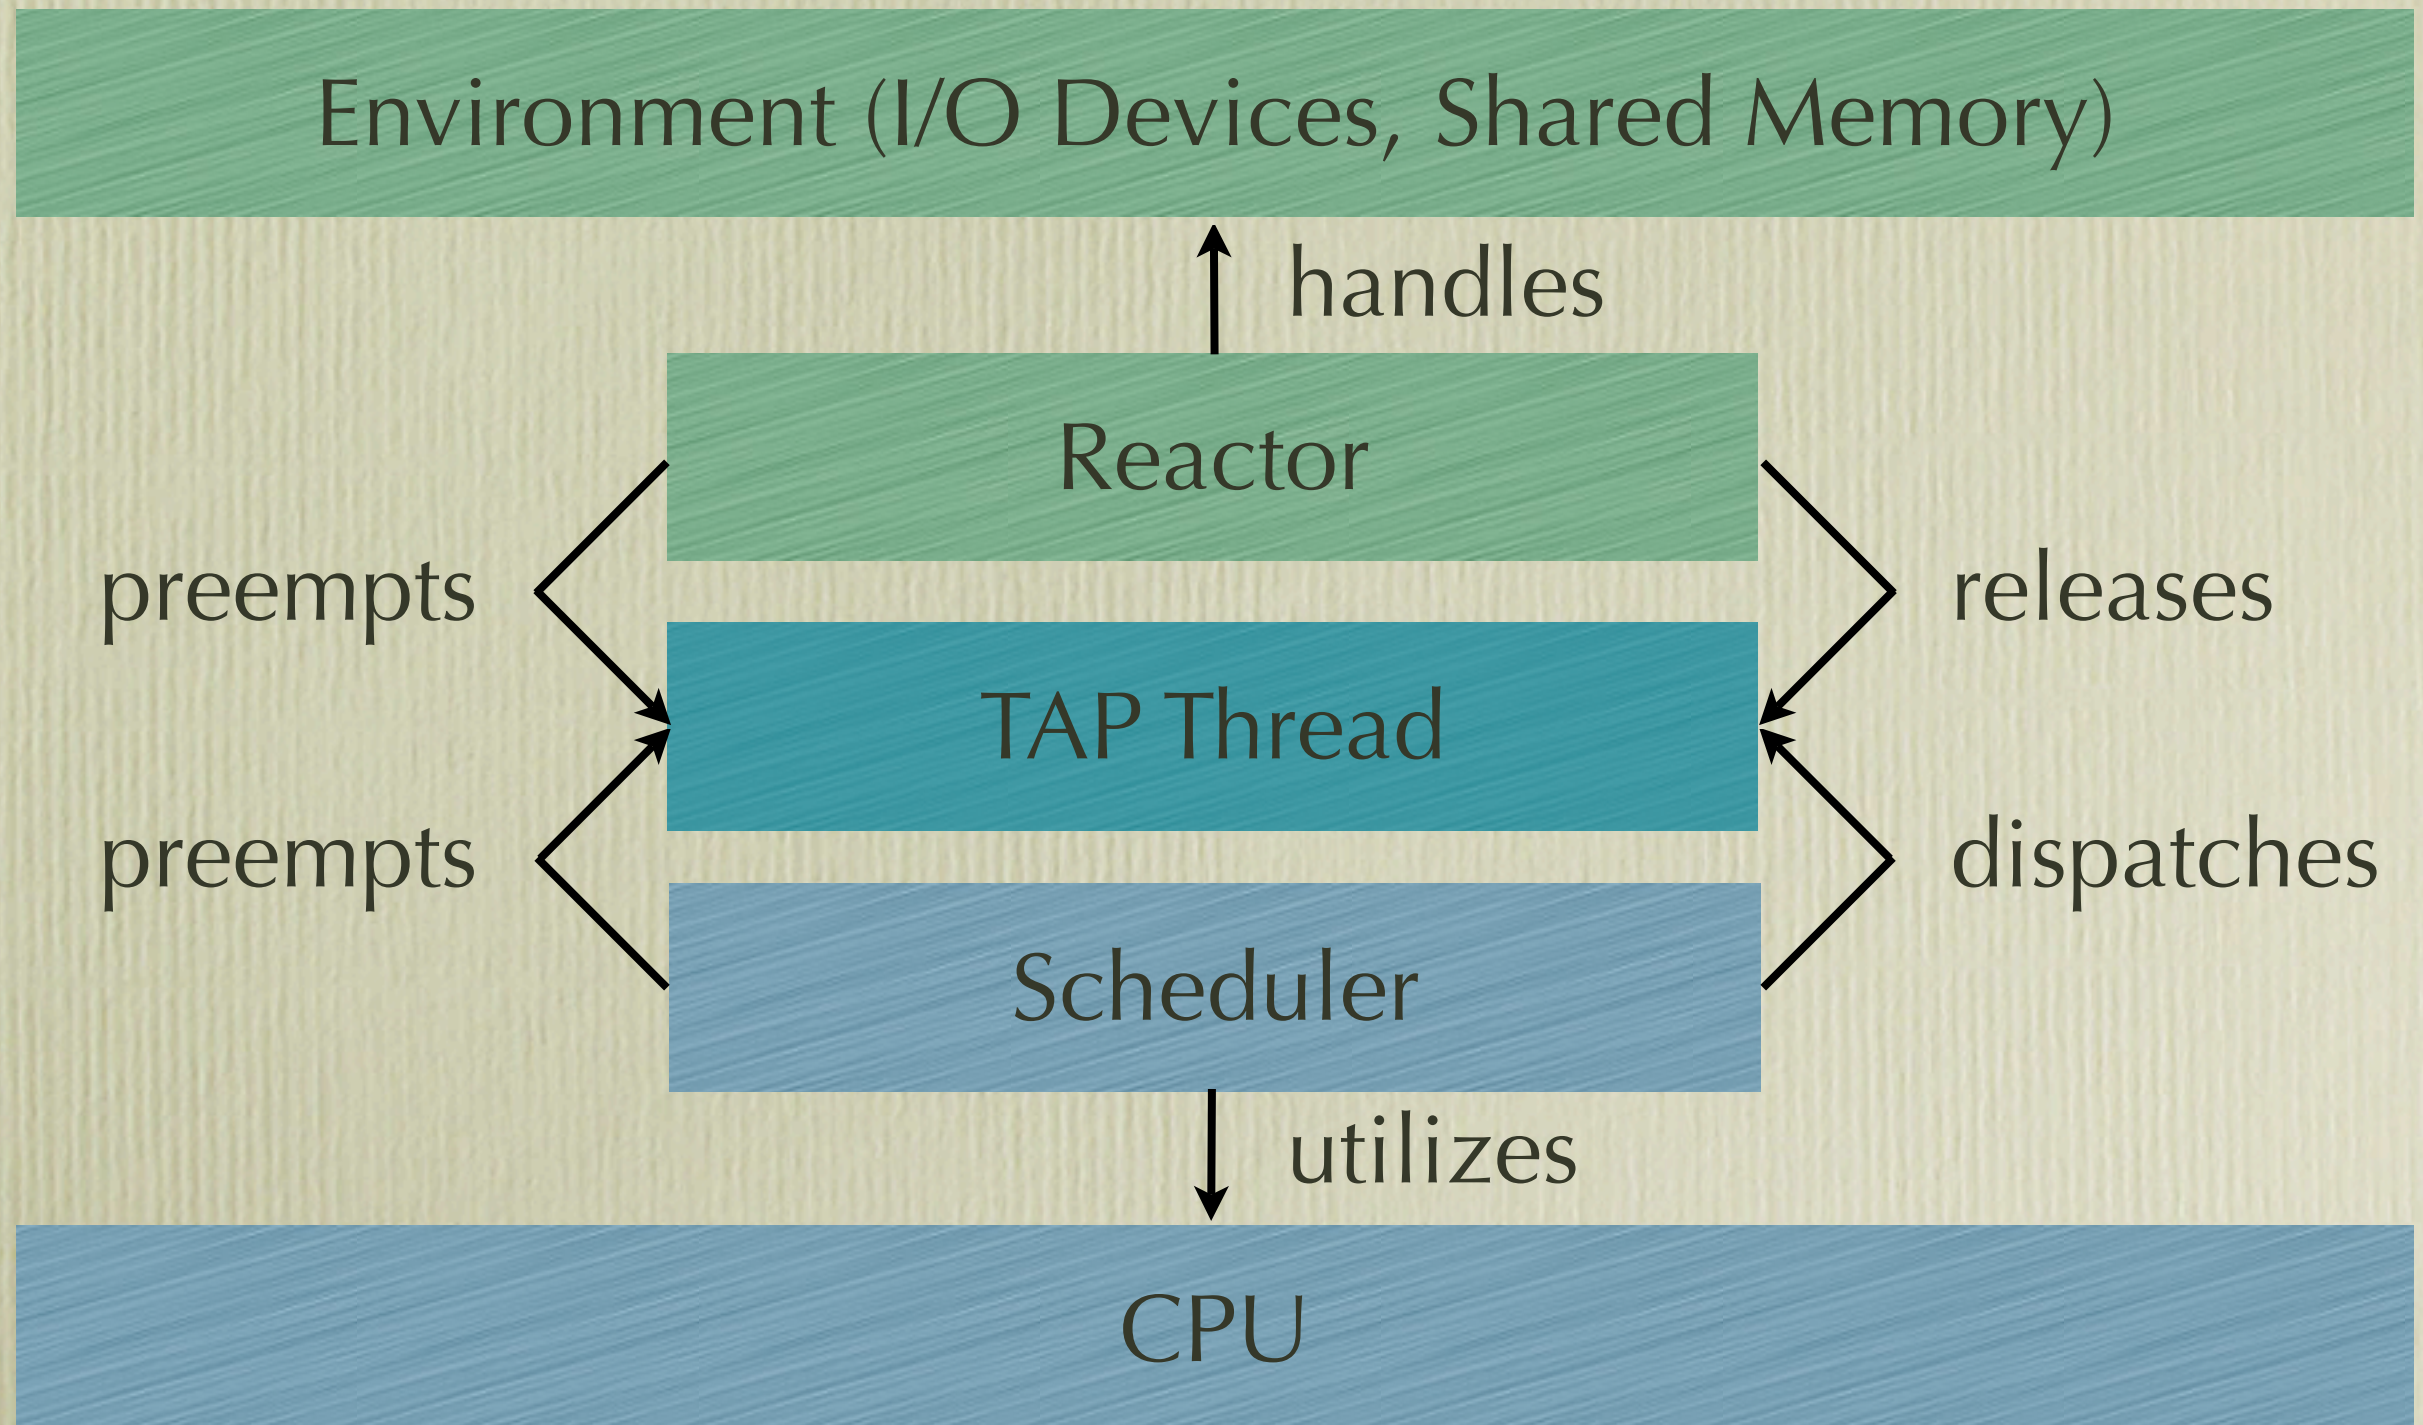 Environment (I/O Devices, Shared Memory)
handles
Reactor
preempts
releases
TAP Thread
preempts
dispatches
Scheduler
utilizes
CPU